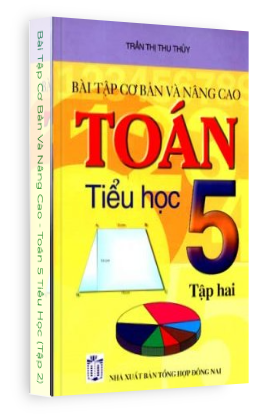 Bài Tập Cơ Bản Và Nâng Cao - Toán 5 Tiểu Học (Tập 2)
TRẦN THỊ THU THỦY
BÀI TẬP CƠ BẢN VÀ NÂNG CAO
TOÁN
Tiểu học 5
Tập hai
NHÀ XUẤT BẢN TỔNG HỢP ĐỒNG NAI